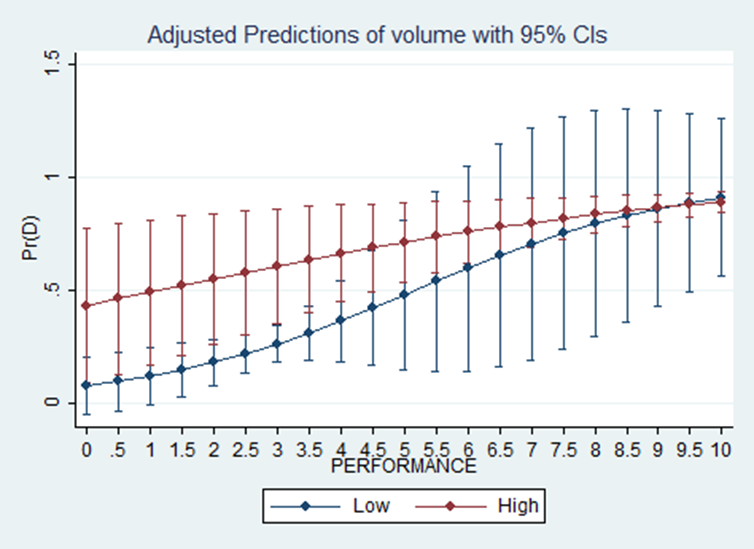 Adjusted Predictions of volume with 95% CIs
1.5
1
.5
0
Pr(D)
0 .5 1 1.5 2 2.5 3 3.5 4 4.5 5 5.5 6 6.5 7 7.5 8 8.5 9 9.5 10
PERFORMANCE
Low High